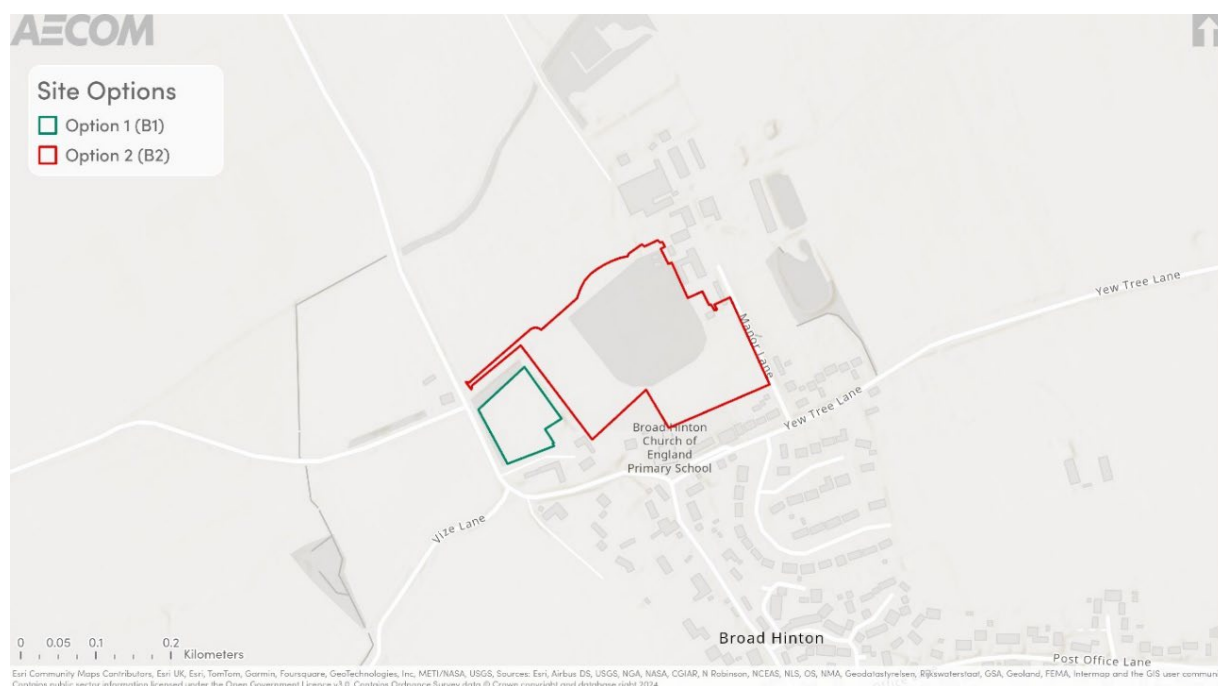 AECOM
Site Options
Option 1 (B1)
Option 2 (B2)
Yew Tree Lane
Manor Lane
Yew Tree Lane
Broad Hinton
Church of
England
Primary School
Vize Lane
Broad Hinton
Post Office Lane
0 0.05 0.1 0.2
Kilometers
Esri Community Maps Contributors, Esri UK, Esri, TomTom, Garmin, Foursquare, GeoTechnologies, Inc, METI/NASA, USGS, Sources: Esri, Airbus DS, USGS, NGA, NASA, CGIAR, N Robinson, NCEAS, NLS, OS, NMA, Geodatastyrelsen, Rijkswaterstaat, GSA, Geoland, FEMA, Intermap and the GIS user commun
Contains public sector information licensed under the Open Government Licence v3.0. Contains Ordnance Survey data © Crown copyright and database right 2024